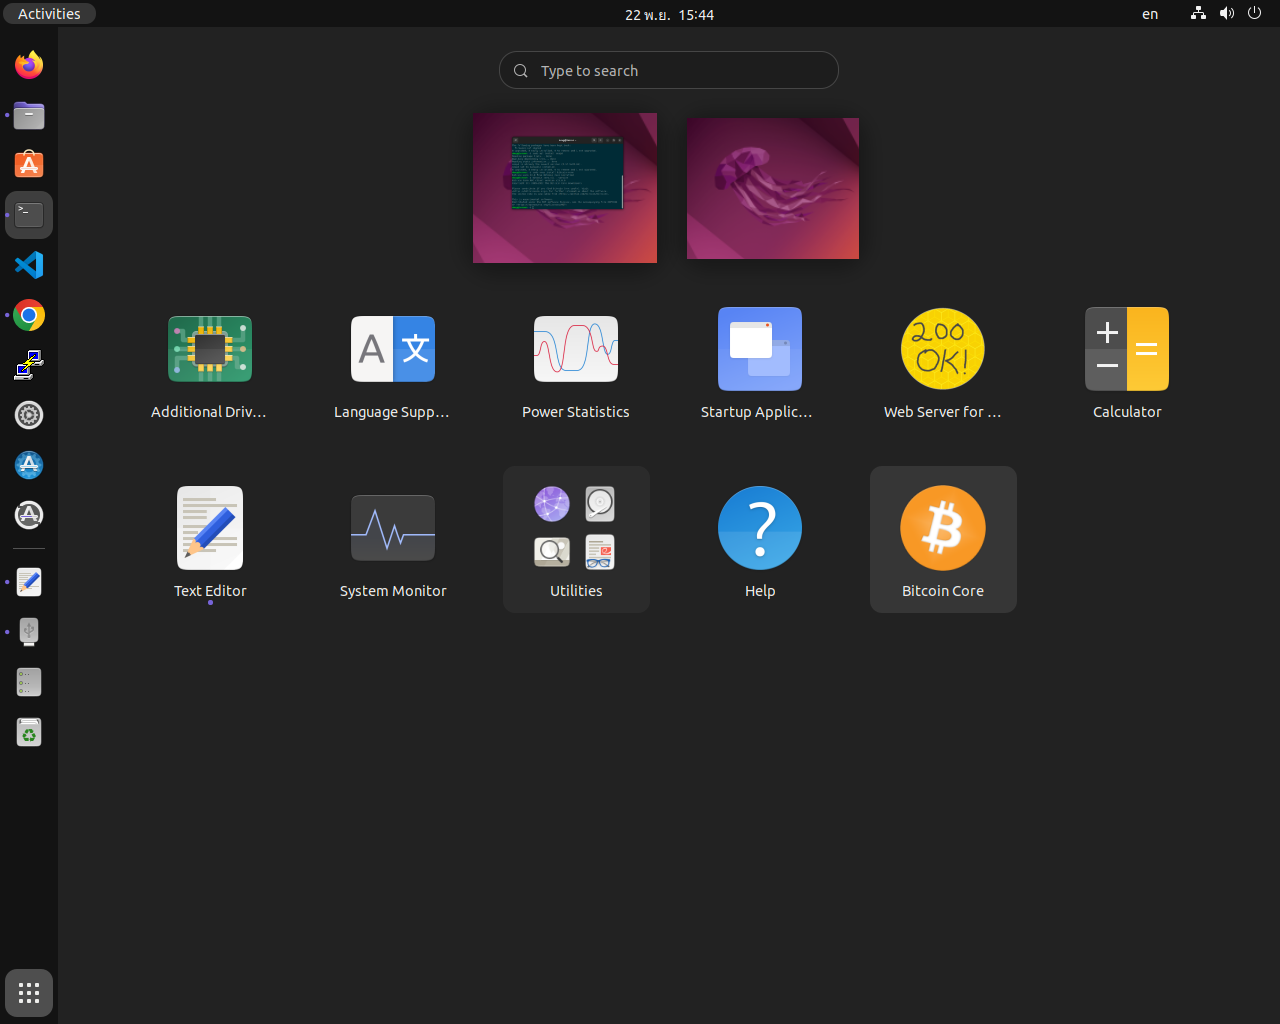 Activities
22 พ.ย. 15:44
en
Type to search
Additional Driv...
Language Supp...
Power Statistics
Startup Applic...
200
OK!
Web Server for ...
Calculator
Text Editor
System Monitor
Utilities
Help
Bitcoin Core